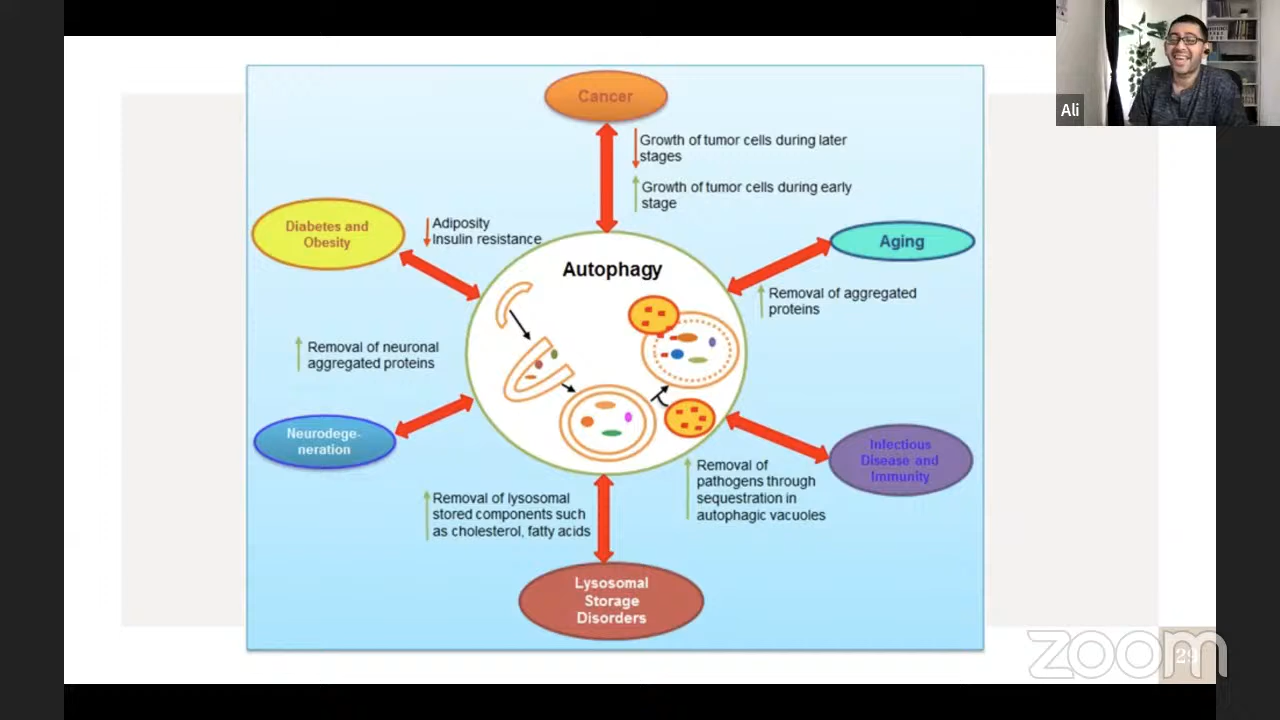 Cancer
Growth of tumor cells during later
stages
Growth of tumor cells during early
stage
Ali
Diabetes and
Obesity
Adiposity
Insulin resistance
Aging
Autophagy
Removal of aggregated
proteins
Removal of neuronal
aggregated proteins
Neurodege-
neration
Infectious
Disease and
Immunity
Removal of
pathogens through
sequestration in
autophagic vacuoles
Removal of lysosomal
stored components such
as cholesterol, fatty acids
Lysosomal
Storage
Disorders
zoom
29